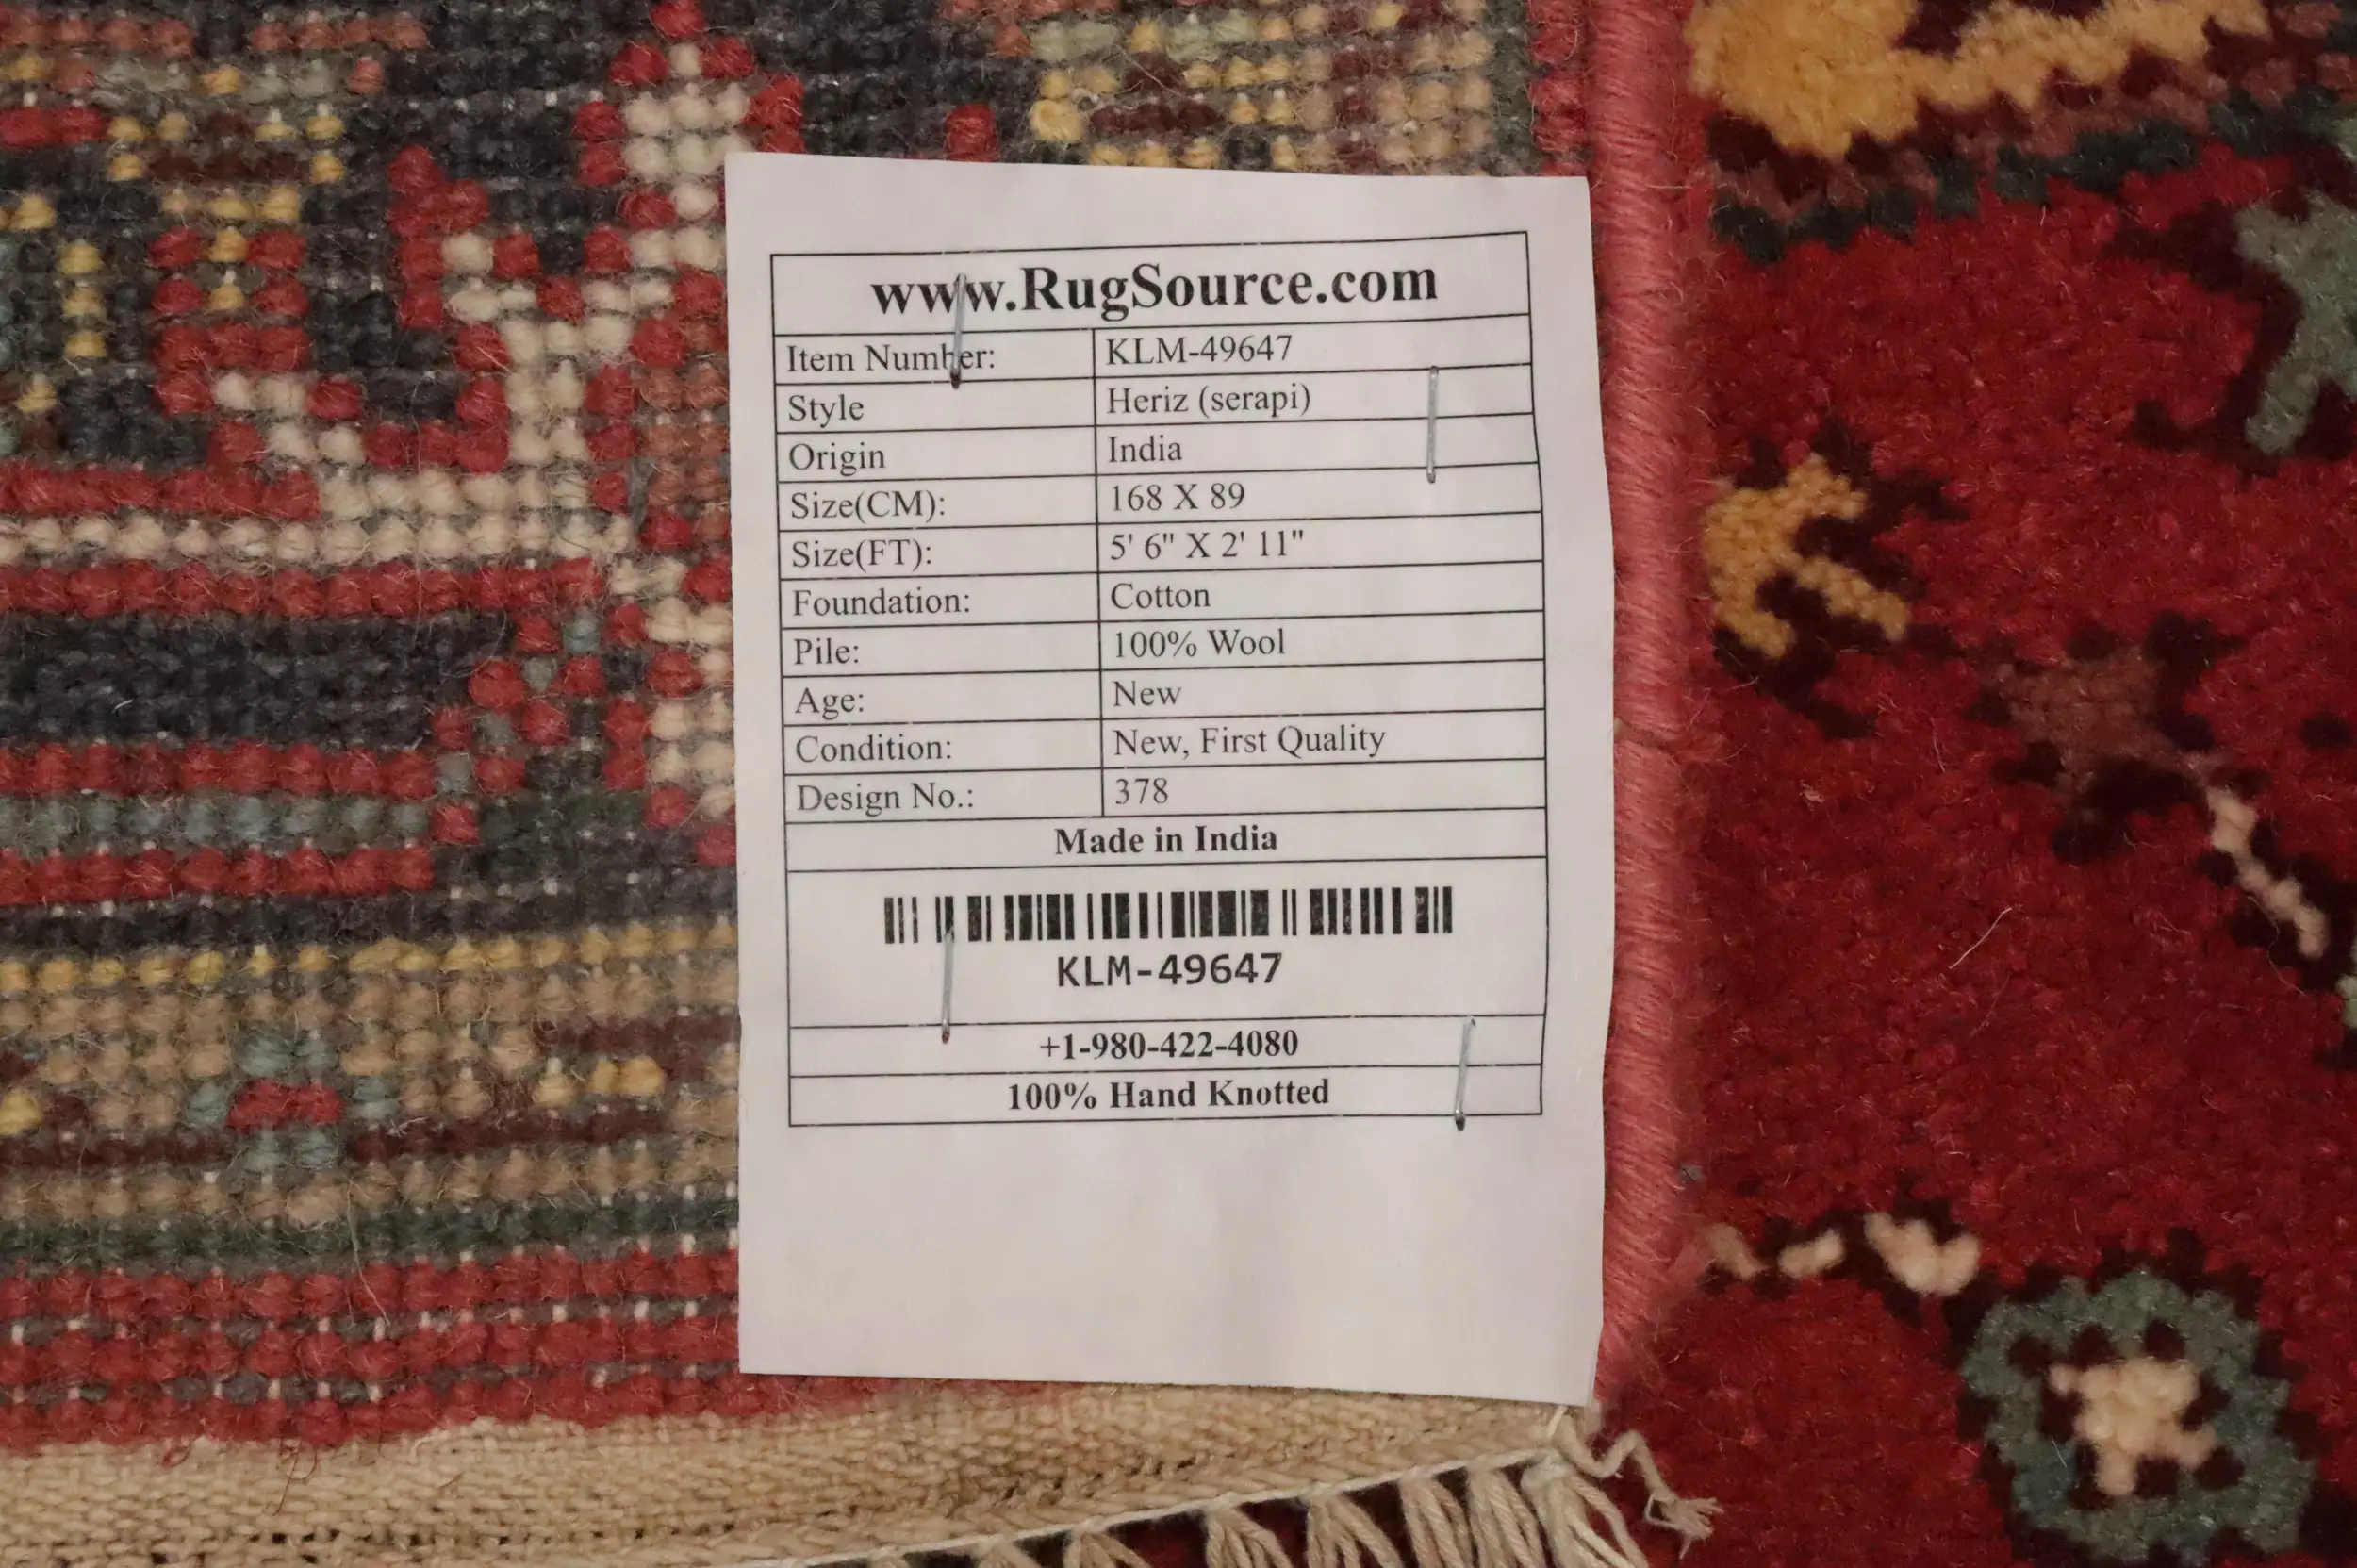 www.RugSource.com
Item Number: KLM-49647
Style Heriz (serapi)
Origin India
Size(CM): 168 X 89
Size(FT): 5' 6" X 2' 11"
Foundation: Cotton
Pile: 100% Wool
Age: New
Condition: New, First Quality
Design No.: 378
Made in India
KLM-49647
+1-980-422-4080
100% Hand Knotted